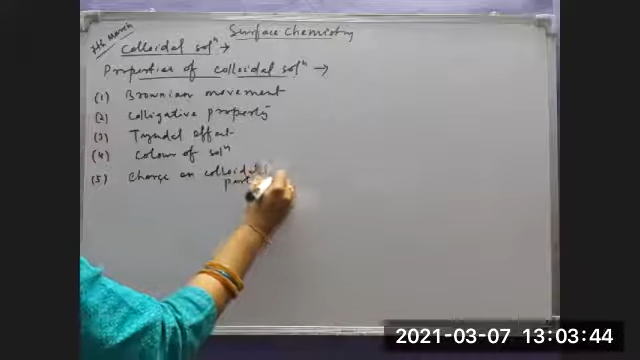 Surface Chemistry
7th March
Colloidal solⁿ →
Properties of colloidal solⁿ →
(1) Brownian movement
(2) Colligative property
(3) Tyndel effect
(4) Colour of solⁿ
(5) Charge on colloidal
part
2021-03-07 13:03:44